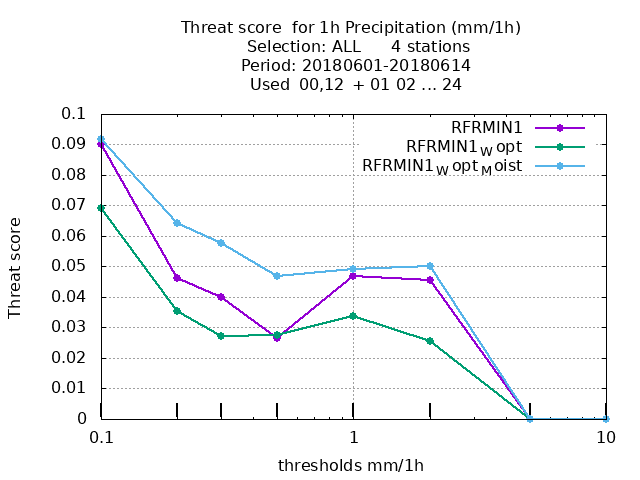 Threat score  for 1h Precipitation (mm/1h)
Selection: ALL      4 stations
Period: 20180601-20180614
Used  00,12  + 01 02 ... 24
0.1
0.09
0.08
0.07
0.06
0.05
0.04
0.03
0.02
0.01
0
Threat score
RFRMIN1
RFRMIN1_Wopt
RFRMIN1_Wopt_Moist
0.1 1 10
thresholds mm/1h